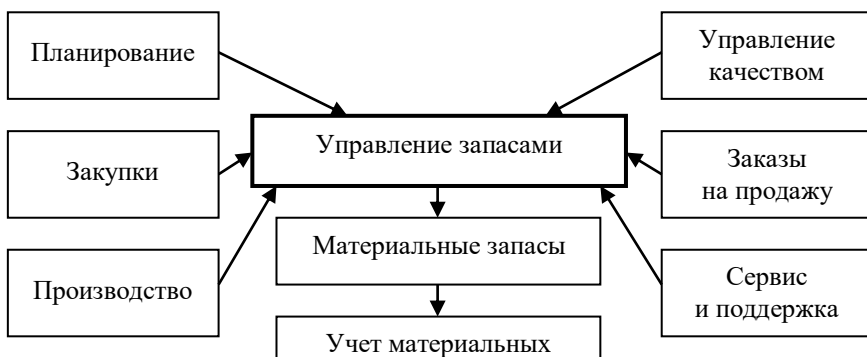 Планирование
Управление
качеством
Управление запасами
Закупки
Заказы
на продажу
Материальные запасы
Производство
Сервис
и поддержка
Учет материальных